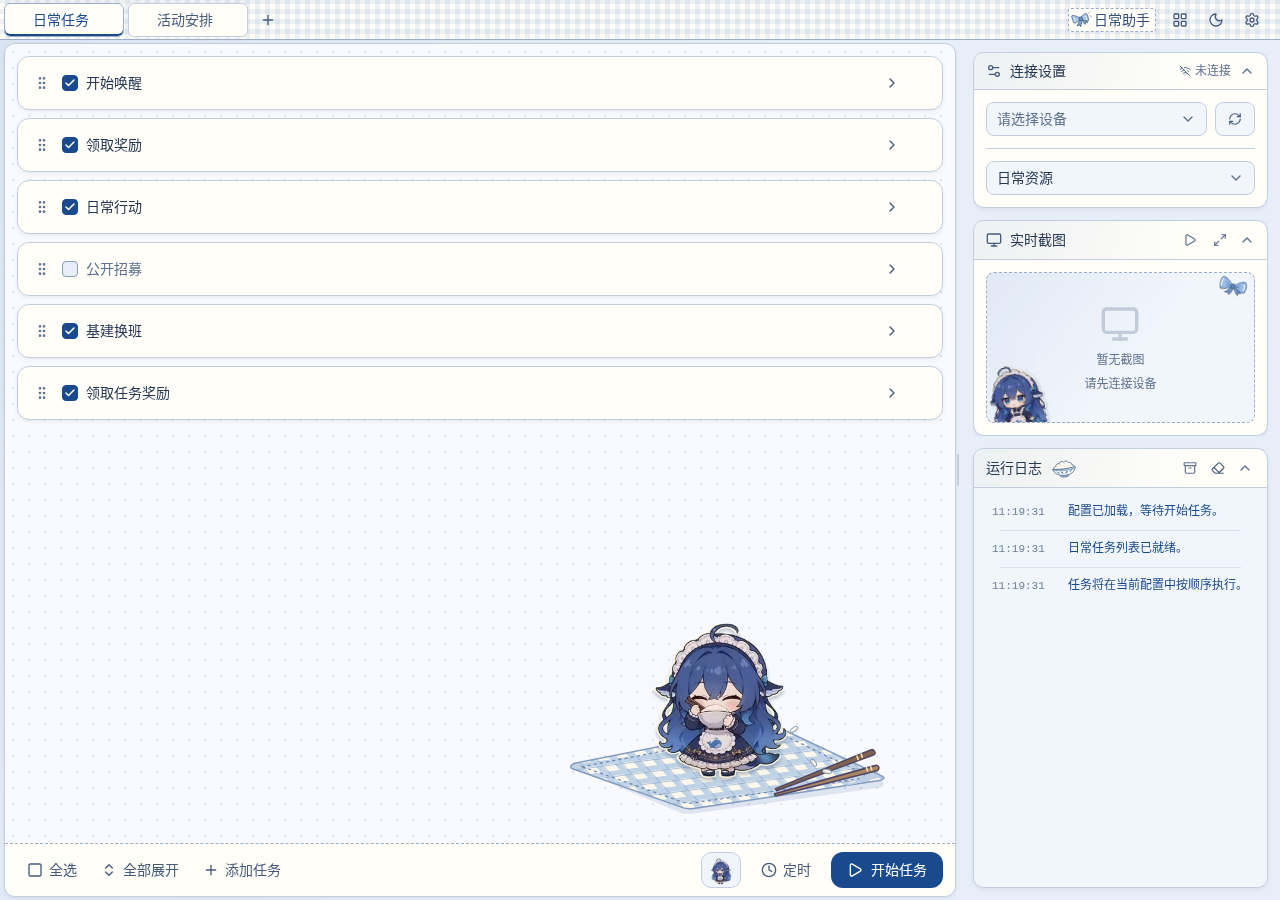 日常任务
活动安排
日常助手
开始唤醒
领取奖励
日常行动
公开招募
基建换班
领取任务奖励
全选
全部展开
添加任务
定时
开始任务
连接设置
未连接
请选择设备
日常资源
实时截图
暂无截图
请先连接设备
运行日志
11:19:31 配置已加载，等待开始任务。
11:19:31 日常任务列表已就绪。
11:19:31 任务将在当前配置中按顺序执行。